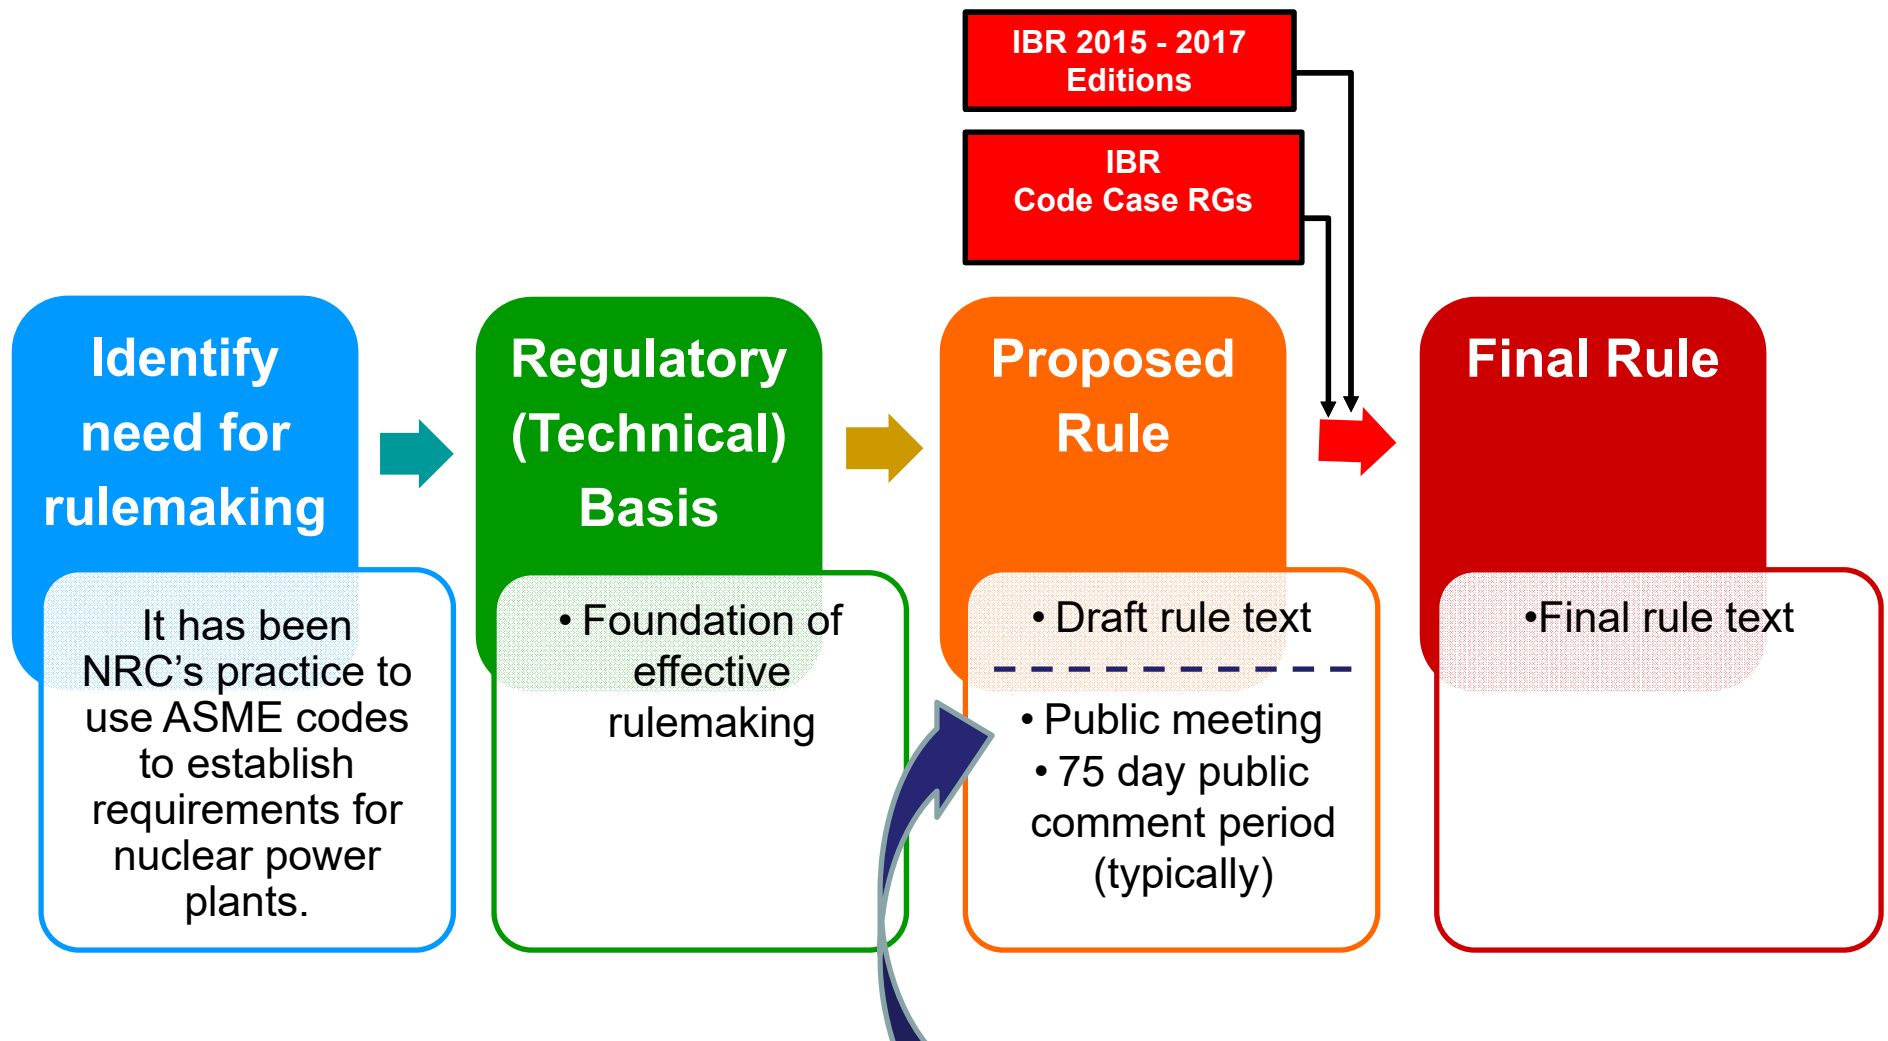 IBR 2015 - 2017
Editions
IBR
Code Case RGs
Identify
need for
rulemaking
It has been
NRC’s practice to
use ASME codes
to establish
requirements for
nuclear power
plants.
Regulatory
(Technical)
Basis
• Foundation of
effective
rulemaking
Proposed
Rule
• Draft rule text
• Public meeting
• 75 day public
comment period
(typically)
Final Rule
•Final rule text